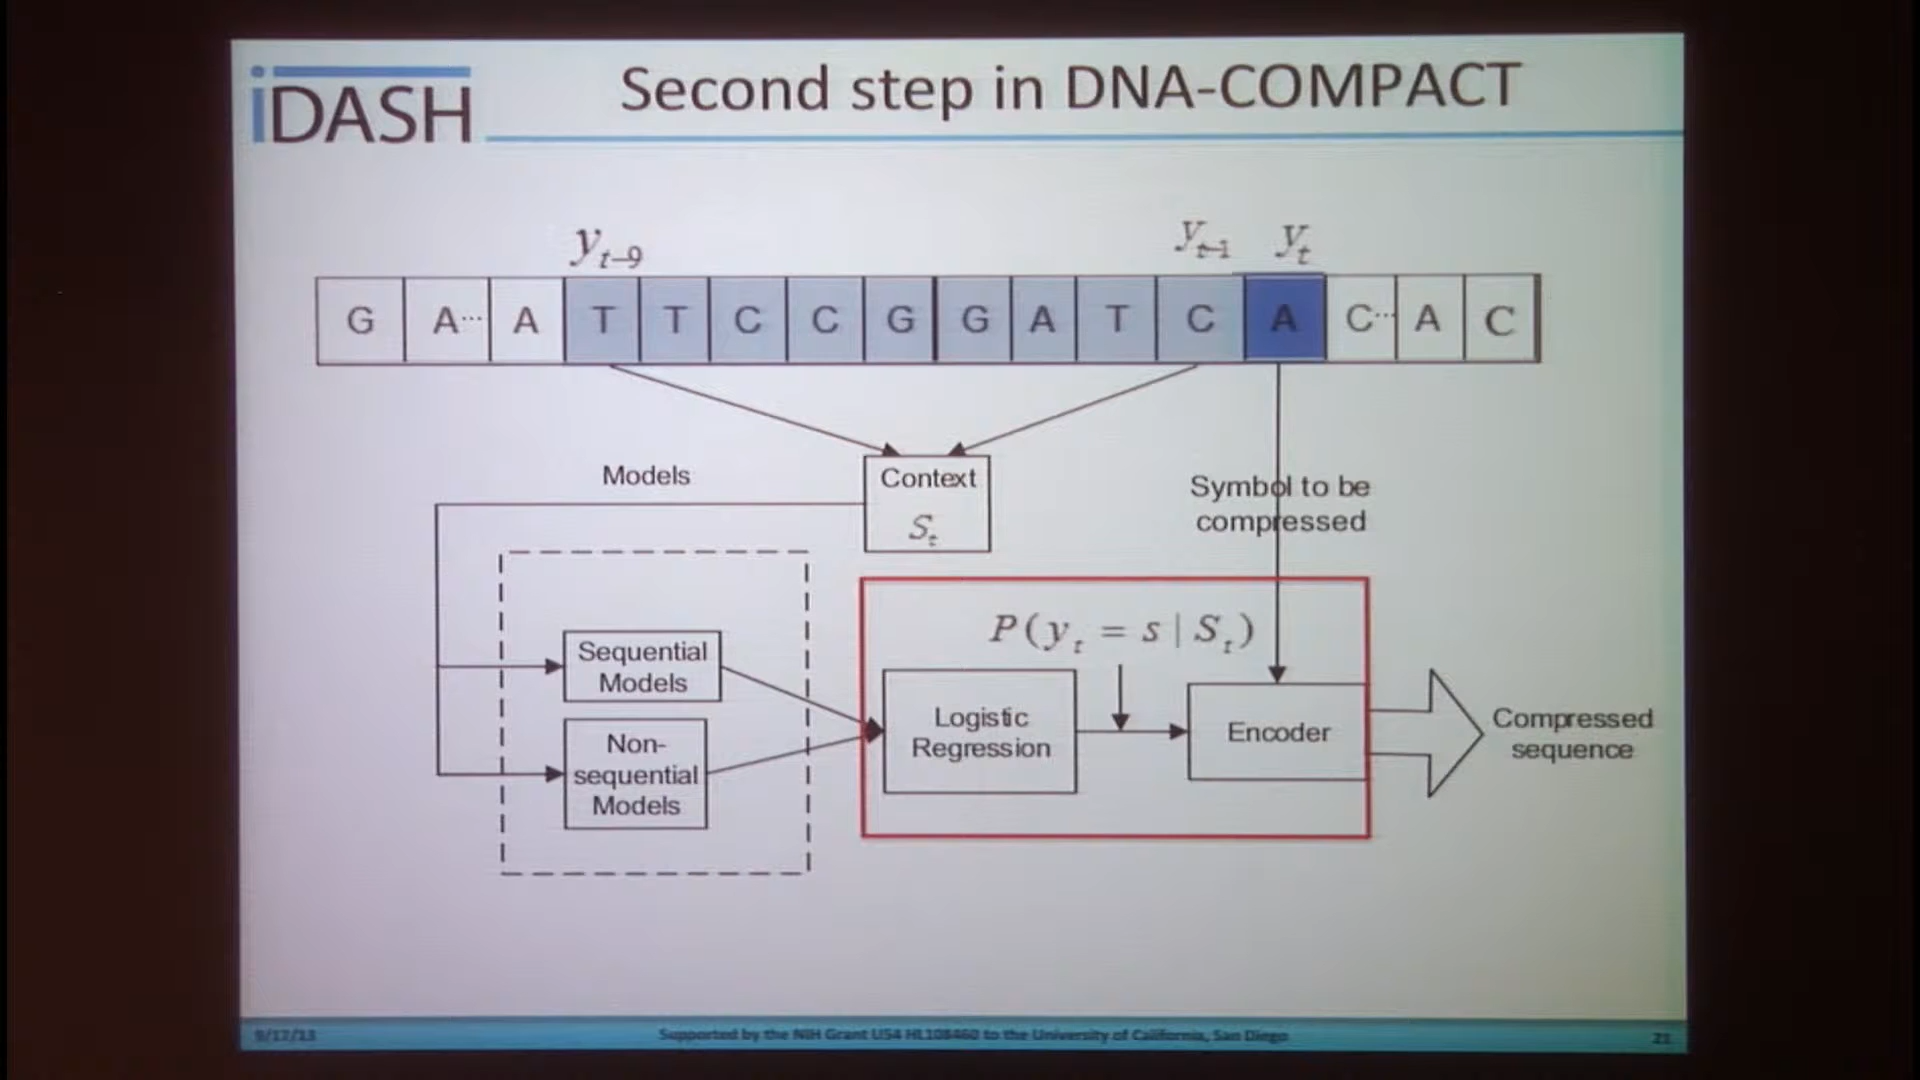 iDASH
Second step in DNA-COMPACT
y_{t-9} y_{t-1} y_t
G A... A T T C C G G A T C A C... A C
Models
Context
S_t
Symbol to be
compressed
P(y_t = s | S_t)
Sequential
Models
Non-
sequential
Models
Logistic
Regression
Encoder
Compressed
sequence
9/17/13
Supported by the NIH Grant U54 HL108460 to the University of California, San Diego